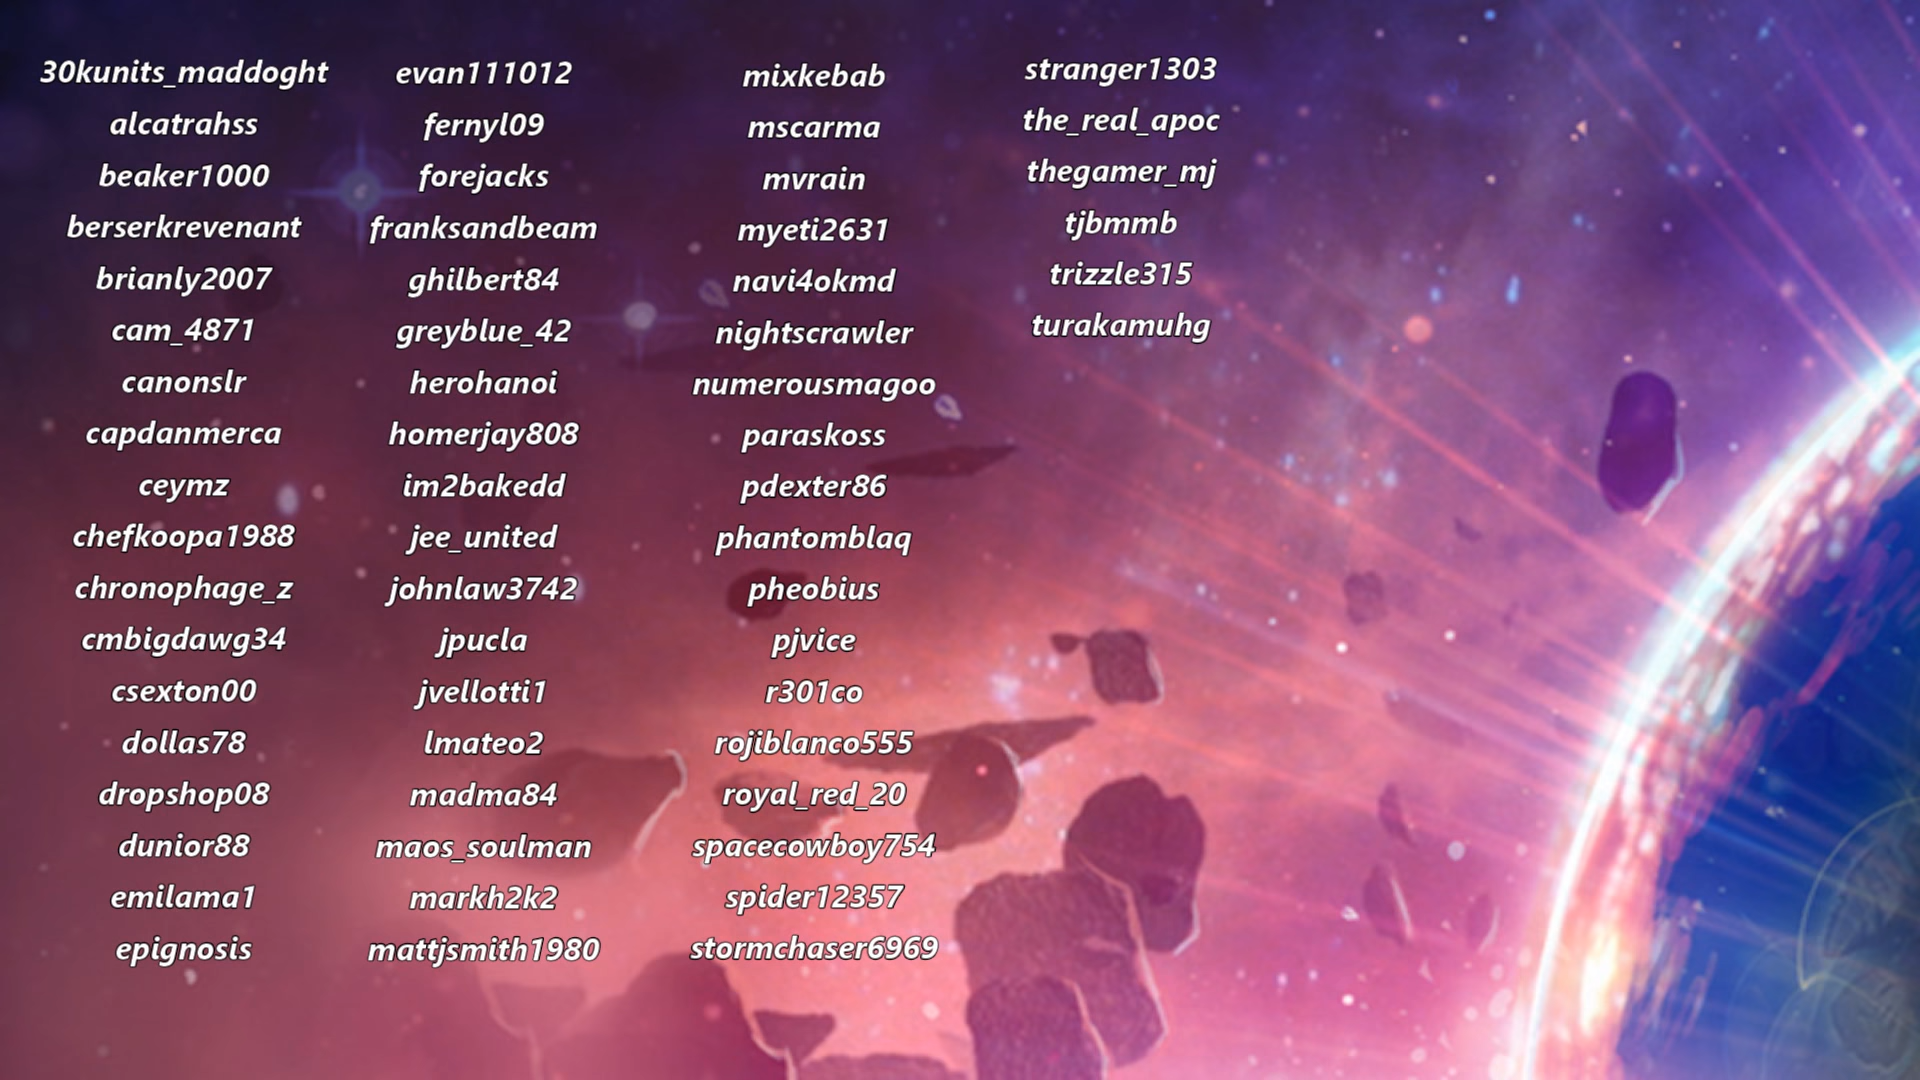 30kunits_maddoght
alcatrahss
beaker1000
berserkrevenant
brianly2007
cam_4871
canonslr
capdanmerca
ceymz
chefkoopa1988
chronophage_z
cmbigdawg34
csexton00
dollas78
dropshop08
dunior88
emilama1
epignosis
evan111012
fernyl09
forejacks
franksandbeam
ghilbert84
greyblue_42
herohanoi
homerjay808
im2bakedd
jee_united
johnlaw3742
jpucla
jvellotti1
lmateo2
madma84
maos_soulman
markh2k2
mattjsmith1980
mixkebab
mscarma
mvrain
myeti2631
navi4okmd
nightscrawler
numerousmagoo
paraskoss
pdexter86
phantomblaq
pheobius
pjvice
r301co
rojiblanco555
royal_red_20
spacecowboy754
spider12357
stormchaser6969
stranger1303
the_real_apoc
thegamer_mj
tjbmmb
trizzle315
turakamuhg